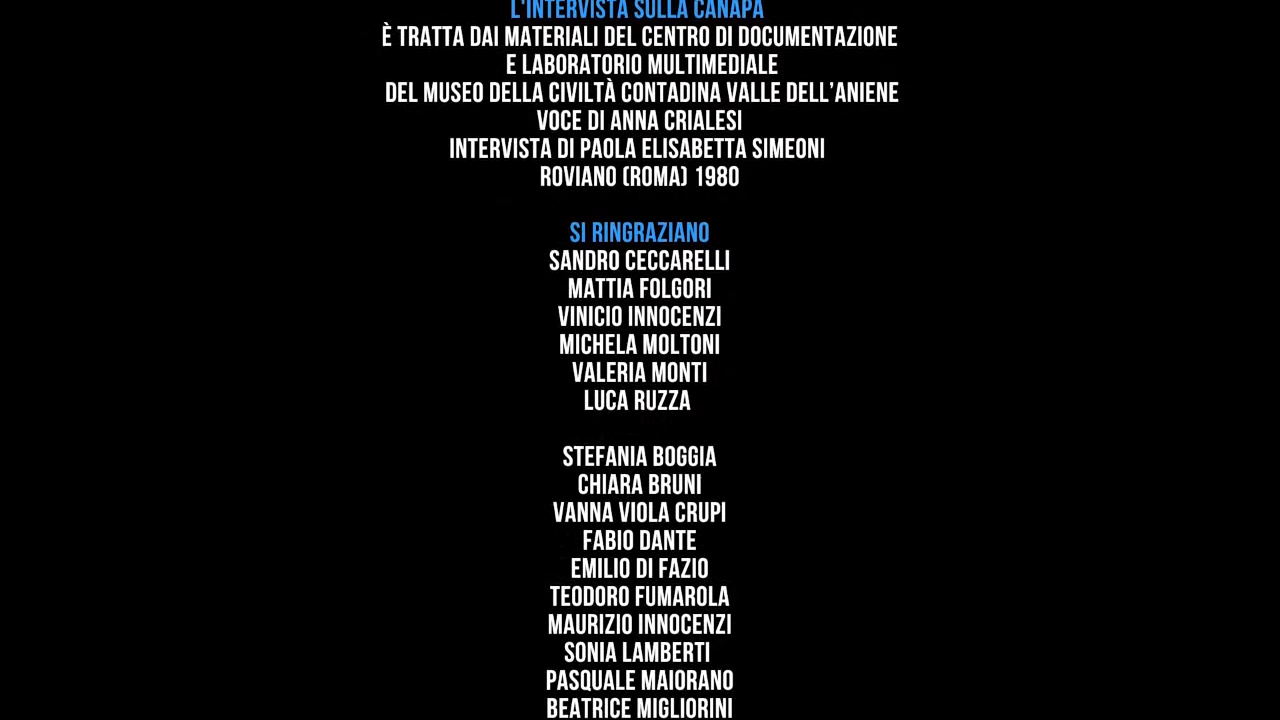 L'INTERVISTA SULLA CANAPA
È TRATTA DAI MATERIALI DEL CENTRO DI DOCUMENTAZIONE
E LABORATORIO MULTIMEDIALE
DEL MUSEO DELLA CIVILTÀ CONTADINA VALLE DELL’ANIENE
VOCE DI ANNA CRIALESI
INTERVISTA DI PAOLA ELISABETTA SIMEONI
ROVIANO (ROMA) 1980
SI RINGRAZIANO
SANDRO CECCARELLI
MATTIA FOLGORI
VINICIO INNOCENZI
MICHELA MOLTONI
VALERIA MONTI
LUCA RUZZA
STEFANIA BOGGIA
CHIARA BRUNI
VANNA VIOLA CRUPI
FABIO DANTE
EMILIO DI FAZIO
TEODORO FUMAROLA
MAURIZIO INNOCENZI
SONIA LAMBERTI
PASQUALE MAIORANO
BEATRICE MIGLIORINI